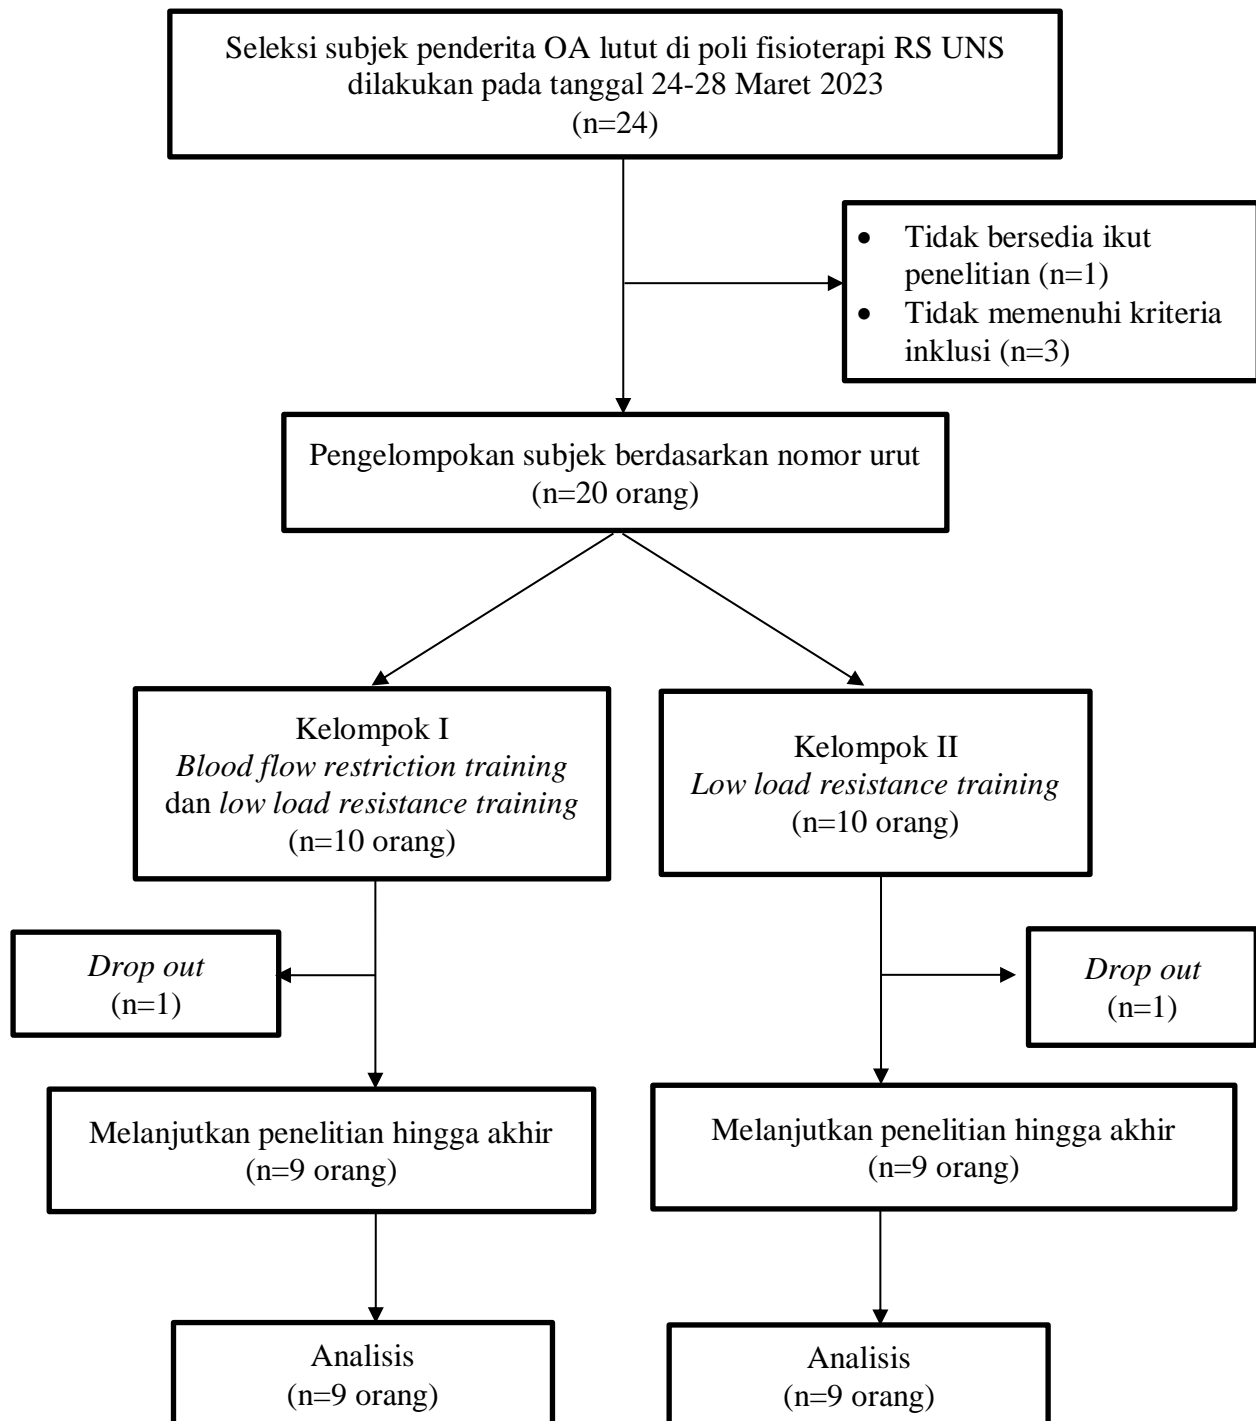 Seleksi subjek penderita OA lutut di poli fisioterapi RS UNS
dilakukan pada tanggal 24-28 Maret 2023
(n=24)
• Tidak bersedia ikut
penelitian (n=1)
• Tidak memenuhi kriteria
inklusi (n=3)
Pengelompokan subjek berdasarkan nomor urut
(n=20 orang)
Kelompok I
Blood flow restriction training
dan low load resistance training
(n=10 orang)
Kelompok II
Low load resistance training
(n=10 orang)
Drop out
(n=1)
Drop out
(n=1)
Melanjutkan penelitian hingga akhir
(n=9 orang)
Melanjutkan penelitian hingga akhir
(n=9 orang)
Analisis
(n=9 orang)
Analisis
(n=9 orang)